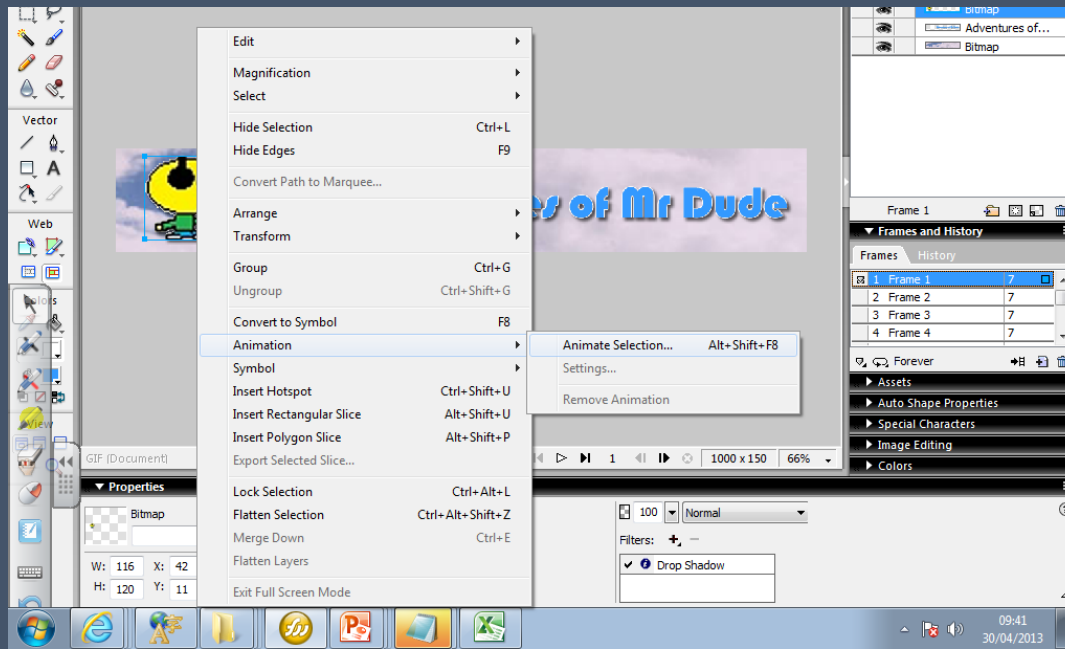 Vector
Web
Colors
View
Edit
Magnification
Select
Hide Selection Ctrl+L
Hide Edges F9
Convert Path to Marquee...
Arrange
Transform
Group Ctrl+G
Ungroup Ctrl+Shift+G
Convert to Symbol F8
Animation
Symbol
Insert Hotspot Ctrl+Shift+U
Insert Rectangular Slice Alt+Shift+U
Insert Polygon Slice Alt+Shift+P
Export Selected Slice...
Lock Selection Ctrl+Alt+L
Flatten Selection Ctrl+Alt+Shift+Z
Merge Down Ctrl+E
Flatten Layers
Exit Full Screen Mode
Animate Selection... Alt+Shift+F8
Settings...
Remove Animation
of Mr Dude
Bitmap
Adventures of...
Bitmap
Frame 1
Frames and History
Frames History
1 Frame 1 7
2 Frame 2 7
3 Frame 3 7
4 Frame 4 7
Forever
Assets
Auto Shape Properties
Special Characters
Image Editing
Colors
GIF (Document)
1 1000 x 150 66%
Properties
Bitmap
W: 116 X: 42
H: 120 Y: 11
100 Normal
Filters:
Drop Shadow
09:41
30/04/2013